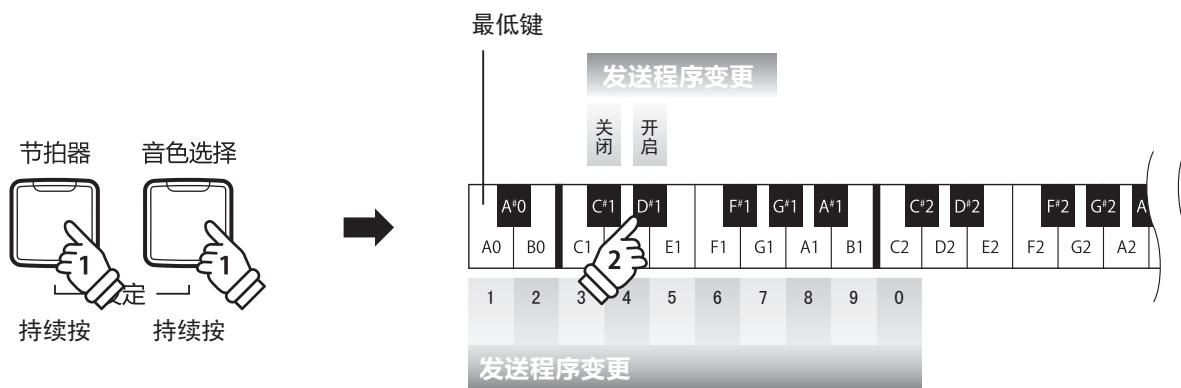 最低键
发送程序变更
关闭
开启
节拍器
音色选择
A#0
C#1
D#1
F#1
G#1
A#1
C#2
D#2
F#2
G#2
A
A0
B0
C1
E1
F1
G1
A1
B1
C2
D2
E2
F2
G2
A2
1
1
2
定
持续按
持续按
1 2 3 4 5 6 7 8 9 0
发送程序变更